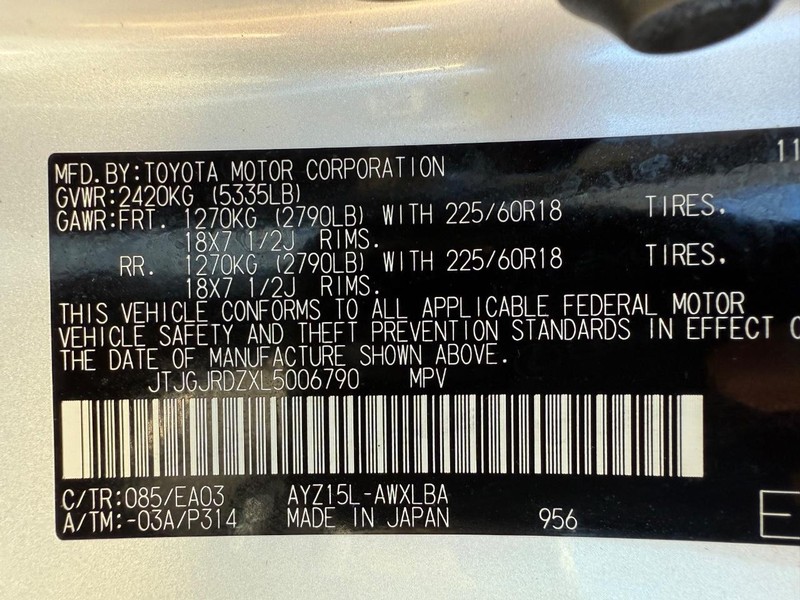 MFD.BY:TOYOTA MOTOR CORPORATION 11
GVWR:2420KG (5335LB)
GAWR:FRT. 1270KG (2790LB) WITH 225/60R18 TIRES.
18X7 1/2J RIMS.
RR. 1270KG (2790LB) WITH 225/60R18 TIRES.
18X7 1/2J RIMS.
THIS VEHICLE CONFORMS TO ALL APPLICABLE FEDERAL MOTOR
VEHICLE SAFETY AND THEFT PREVENTION STANDARDS IN EFFECT
THE DATE OF MANUFACTURE SHOWN ABOVE.
JTJGJRDZXL5006790 MPV
C/TR:085/EA03 AYZ15L-AWXLBA
A/TM:-03A/P314 MADE IN JAPAN 956